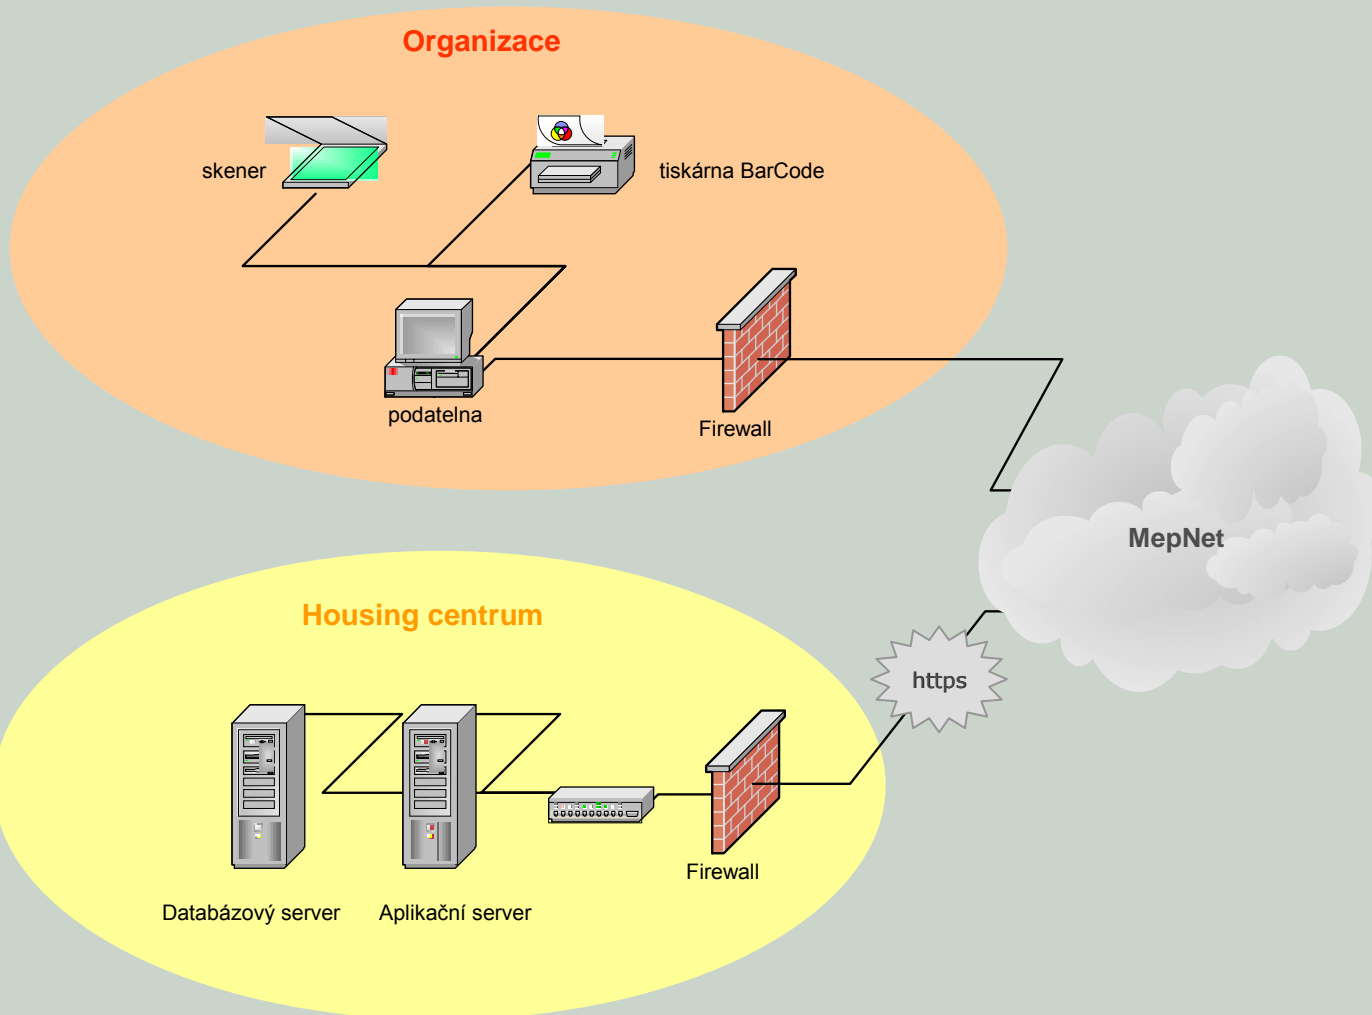 Organizace
skener
tiskárna BarCode
podatelna
Firewall
MepNet
Housing centrum
https
Firewall
Databázový server
Aplikační server